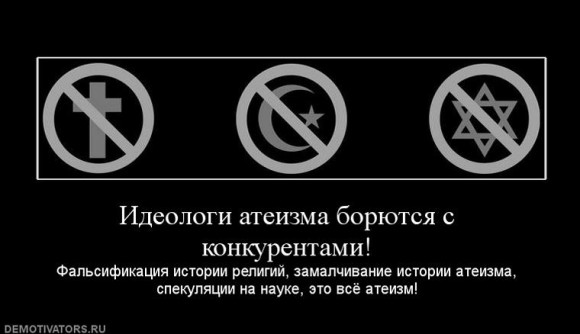 Идеологи атеизма борются с
конкурентами!
Фальсификация истории религий, замалчивание истории атеизма,
спекуляции на науке, это всё атеизм!
DEMOTIVATORS.RU